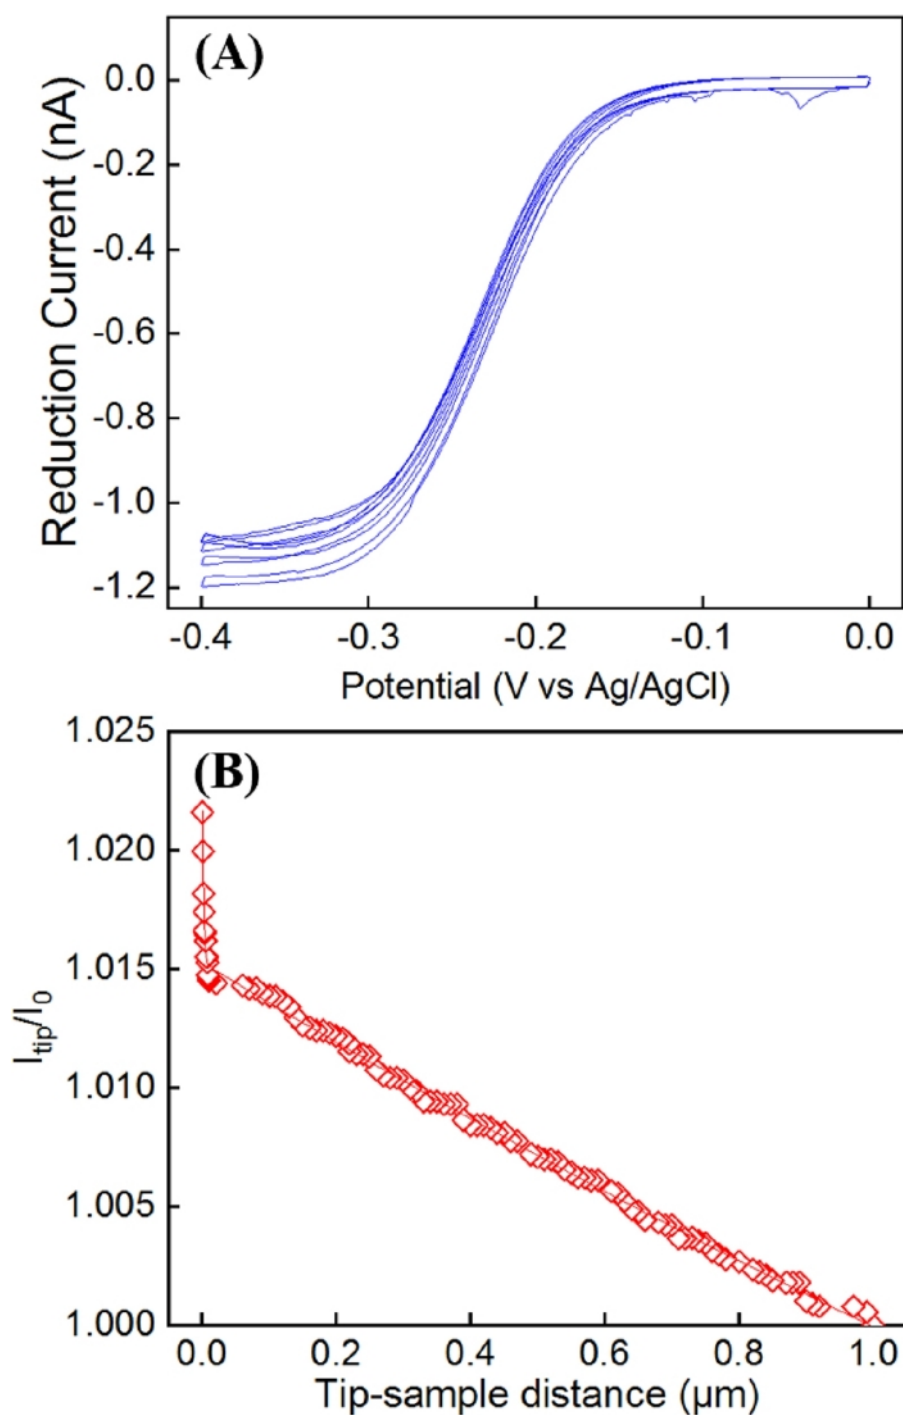 (A)
Reduction Current (nA)
0.0
-0.2
-0.4
-0.6
-0.8
-1.0
-1.2
-0.4 -0.3 -0.2 -0.1 0.0
Potential (V vs Ag/AgCl)
(B)
I_tip/I_0
1.025
1.020
1.015
1.010
1.005
1.000
0.0 0.2 0.4 0.6 0.8 1.0
Tip-sample distance (μm)